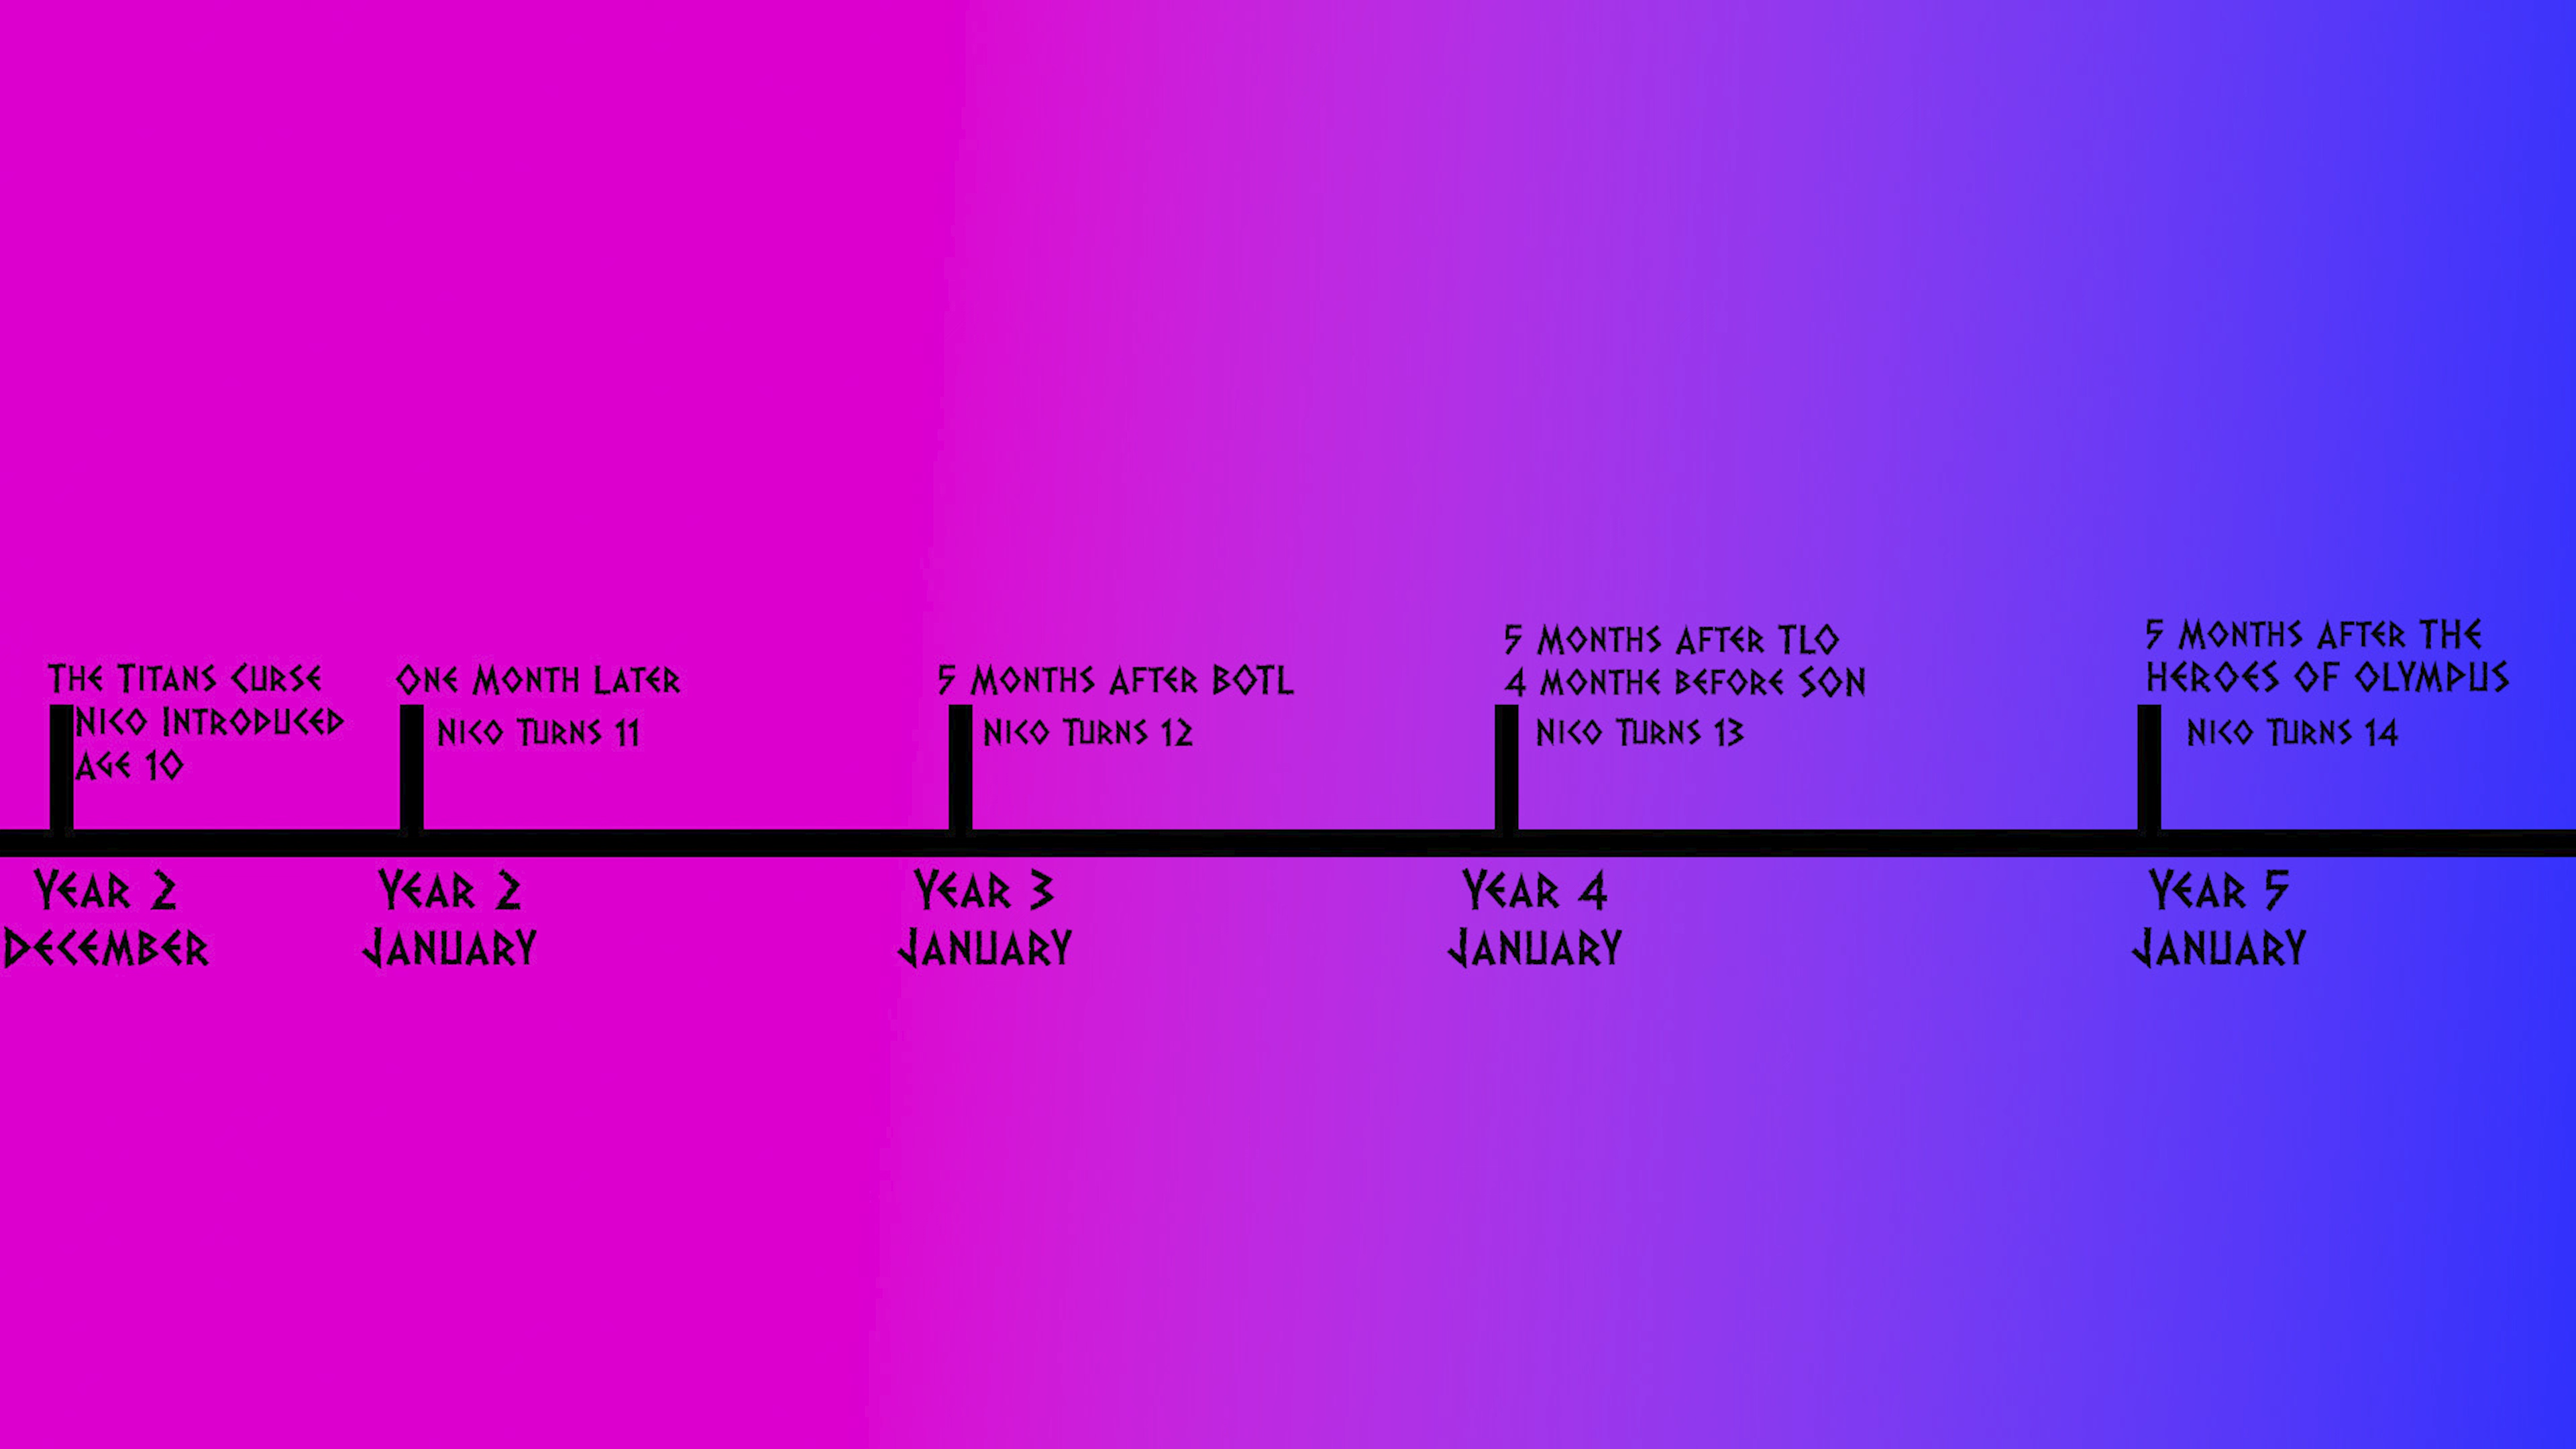 The Titans Curse
Nico Introduced
Age 10
Year 2
December
One Month Later
Nico Turns 11
Year 2
January
5 Months After BOTL
Nico Turns 12
Year 3
January
5 Months After TLO
4 Monthe before SON
Nico Turns 13
Year 4
January
5 Months after THE
HEROES OF OLYMPUS
Nico Turns 14
Year 5
January